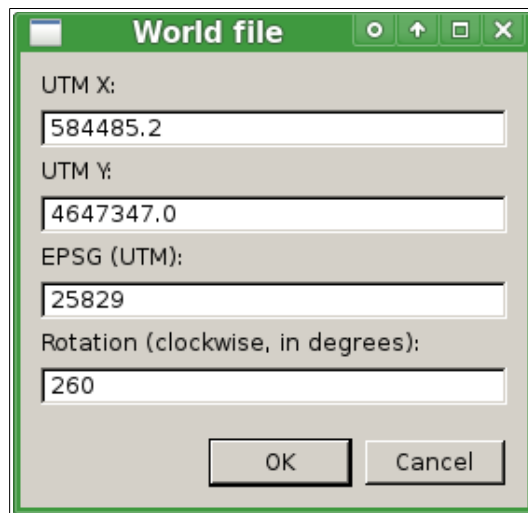 World file
UTM X:
584485.2
UTM Y:
4647347.0
EPSG (UTM):
25829
Rotation (clockwise, in degrees):
260
OK Cancel